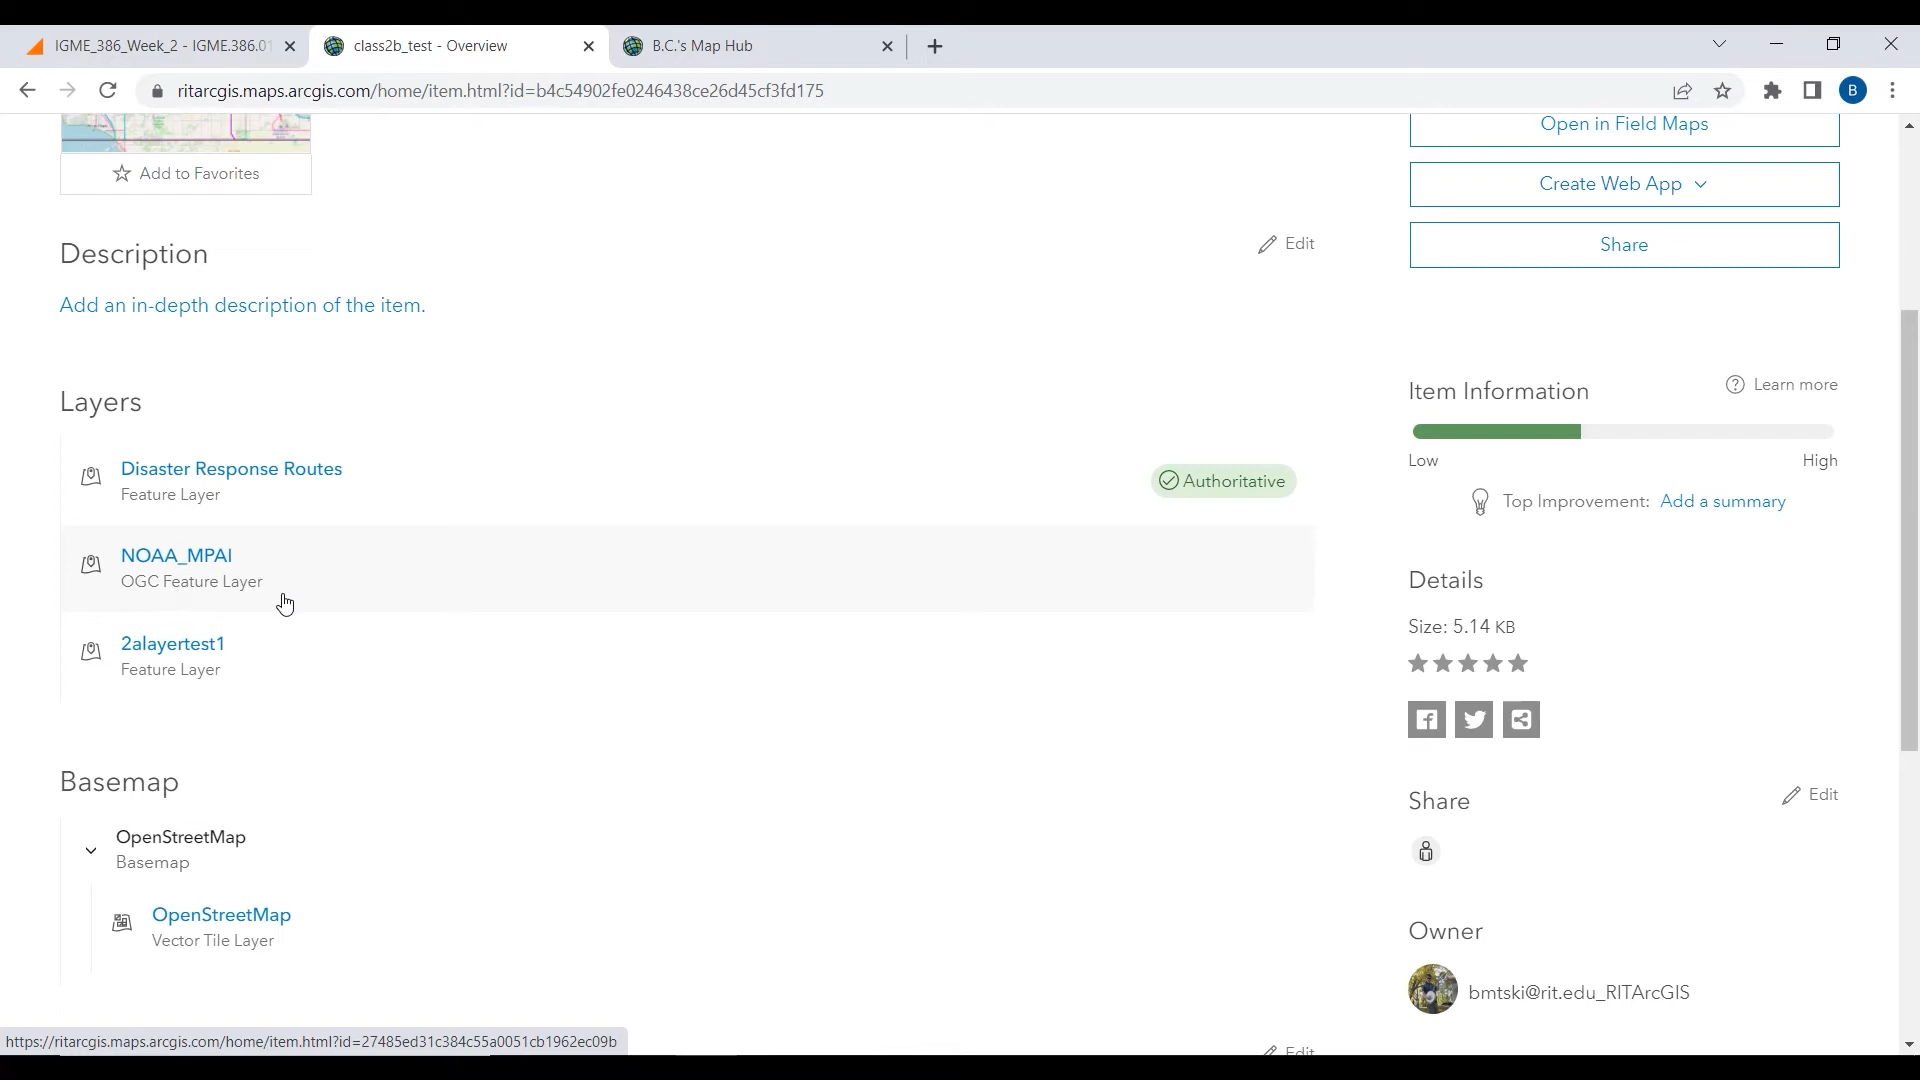 IGME_386_Week_2 - IGME.386.01
class2b_test - Overview
B.C.'s Map Hub
ritarcgis.maps.arcgis.com/home/item.html?id=b4c54902fe0246438ce26d45cf3fd175
B
Open in Field Maps
Add to Favorites
Create Web App
Share
Description
Edit
Add an in-depth description of the item.
Layers
Disaster Response Routes
Feature Layer
Authoritative
NOAA_MPAI
OGC Feature Layer
2alayertest1
Feature Layer
Basemap
OpenStreetMap
Basemap
OpenStreetMap
Vector Tile Layer
Item Information
Learn more
Low
High
Top Improvement: Add a summary
Details
Size: 5.14 KB
Share
Edit
Owner
bmtski@rit.edu_RITArcGIS
Edit
https://ritarcgis.maps.arcgis.com/home/item.html?id=27485ed31c384c55a0051cb1962ec09b